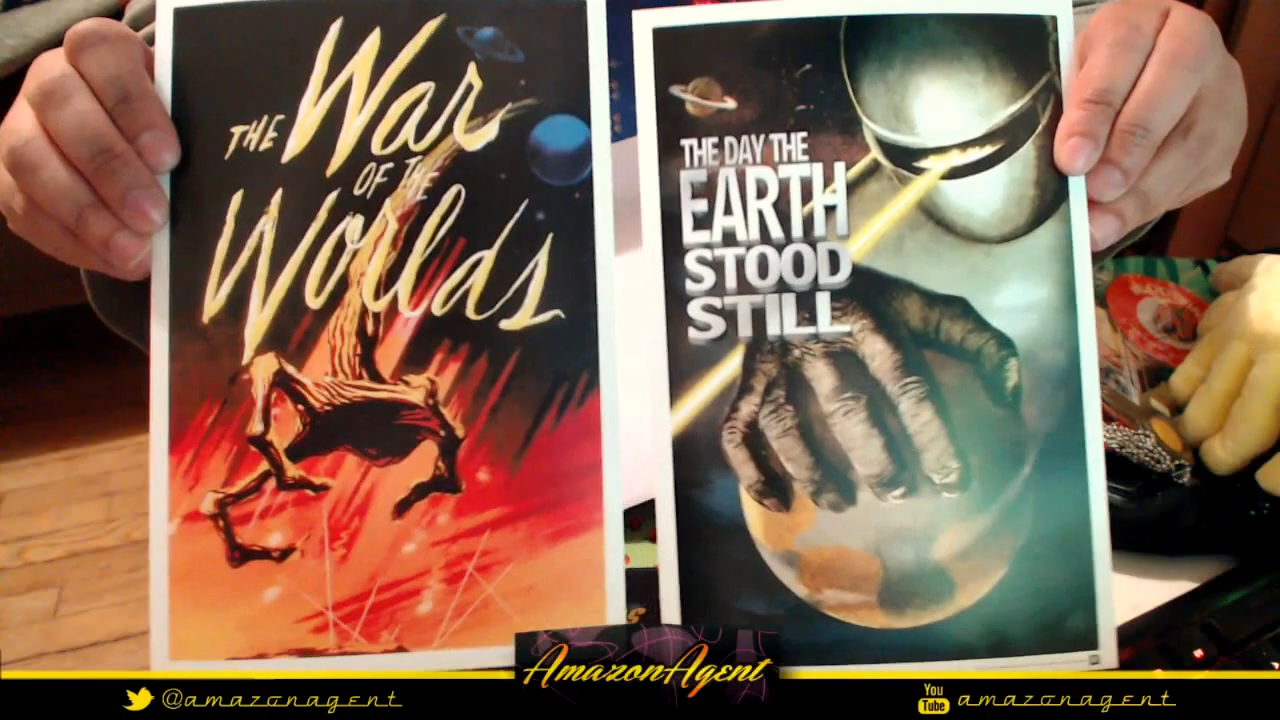 THE War
OF THE
Worlds
THE DAY THE
EARTH
STOOD
STILL
AmazonAgent
@amazonagent
You
Tube
amazonagent